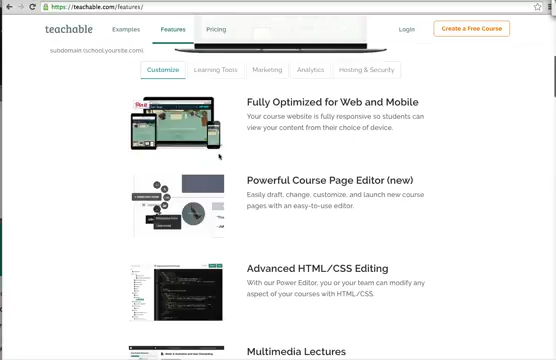 https://teachable.com/features/
teachable
Examples
Features
Pricing
Login
Create a Free Course
subdomain (school.yoursite.com)
Customize
Learning Tools
Marketing
Analytics
Hosting & Security
Pin it
Fully Optimized for Web and Mobile
Your course website is fully responsive so students can
view your content from their choice of device.
Powerful Course Page Editor (new)
Easily draft, change, customize, and launch new course
pages with an easy-to-use editor.
Advanced HTML/CSS Editing
With our Power Editor, you or your team can modify any
aspect of your courses with HTML/CSS.
Multimedia Lectures